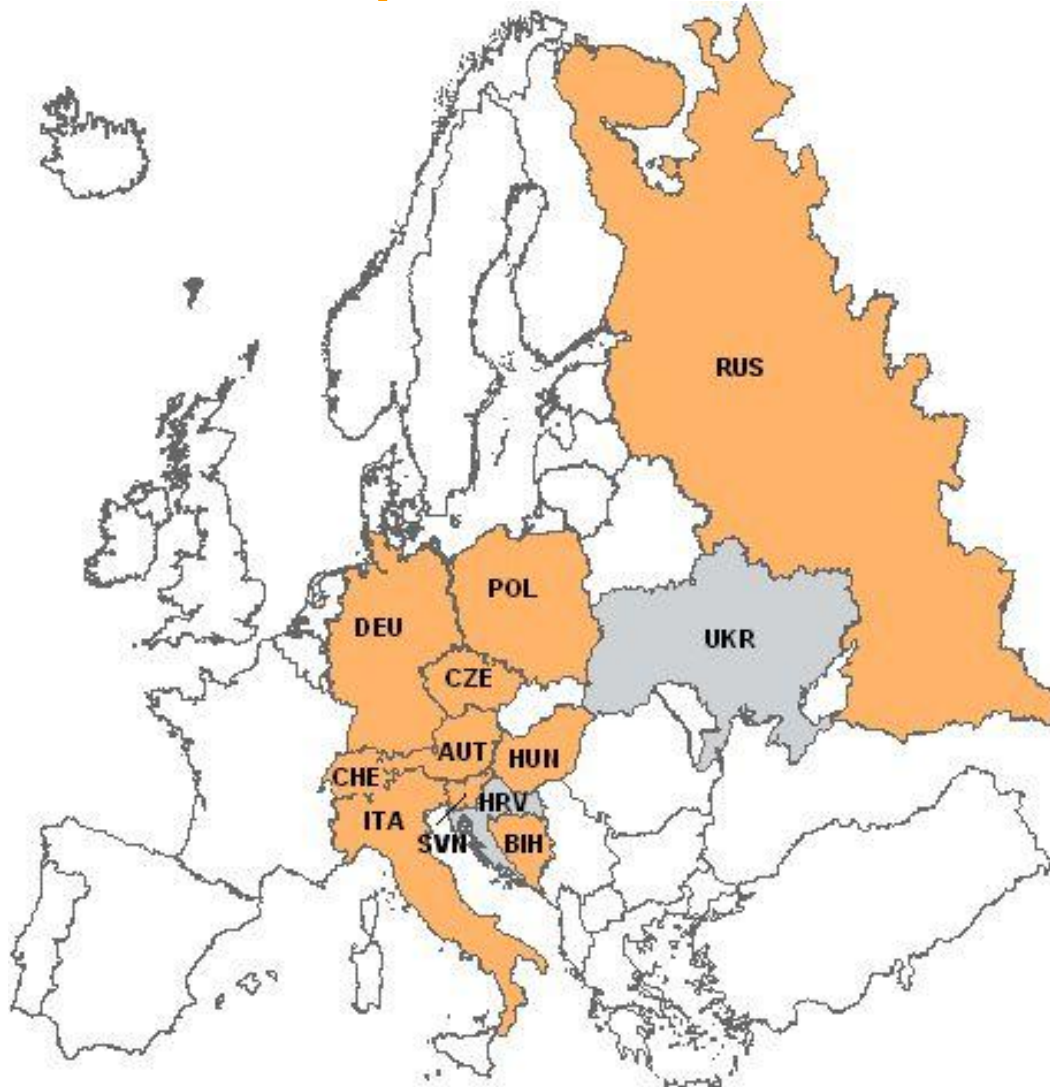 RUS
POL
DEU
UKR
CZE
AUT
HUN
CHE
HRV
ITA
SVN
BIH